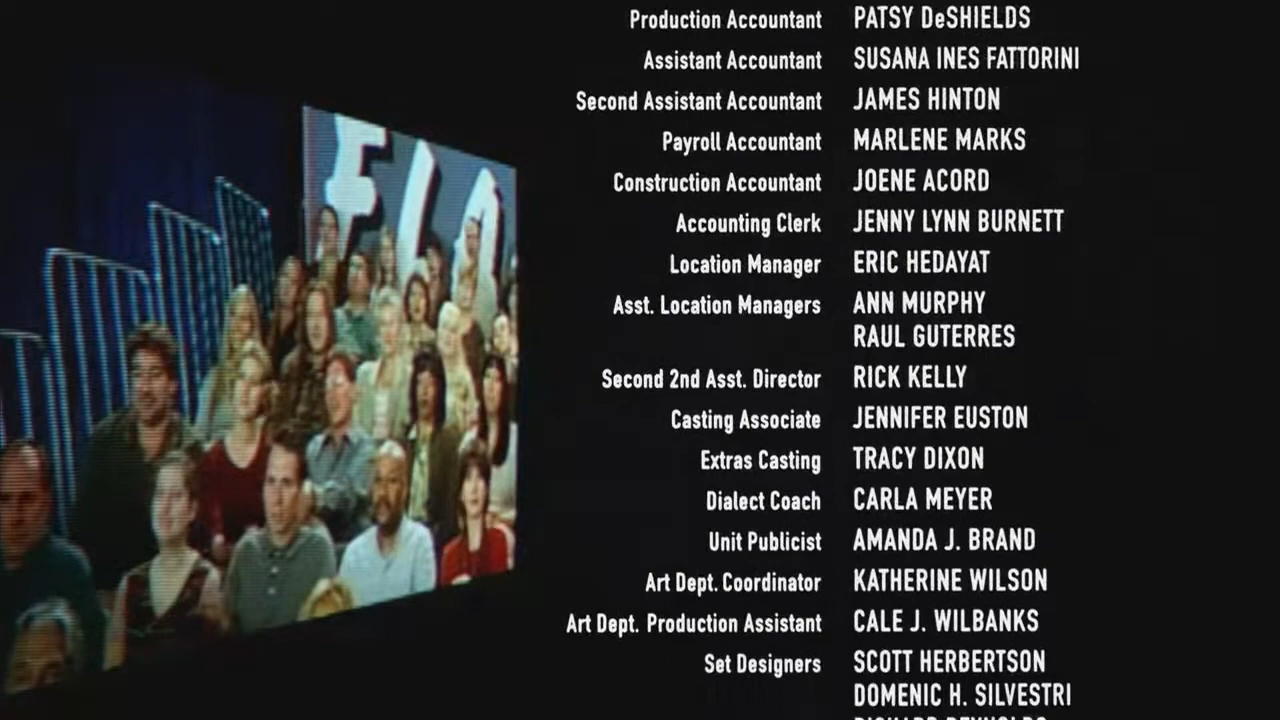 Production Accountant PATSY DeSHIELDS
Assistant Accountant SUSANA INES FATTORINI
Second Assistant Accountant JAMES HINTON
Payroll Accountant MARLENE MARKS
Construction Accountant JOENE ACORD
Accounting Clerk JENNY LYNN BURNETT
Location Manager ERIC HEDAYAT
Asst. Location Managers ANN MURPHY
RAUL GUTERRES
Second 2nd Asst. Director RICK KELLY
Casting Associate JENNIFER EUSTON
Extras Casting TRACY DIXON
Dialect Coach CARLA MEYER
Unit Publicist AMANDA J. BRAND
Art Dept. Coordinator KATHERINE WILSON
Art Dept. Production Assistant CALE J. WILBANKS
Set Designers SCOTT HERBERTSON
DOMENIC H. SILVESTRI